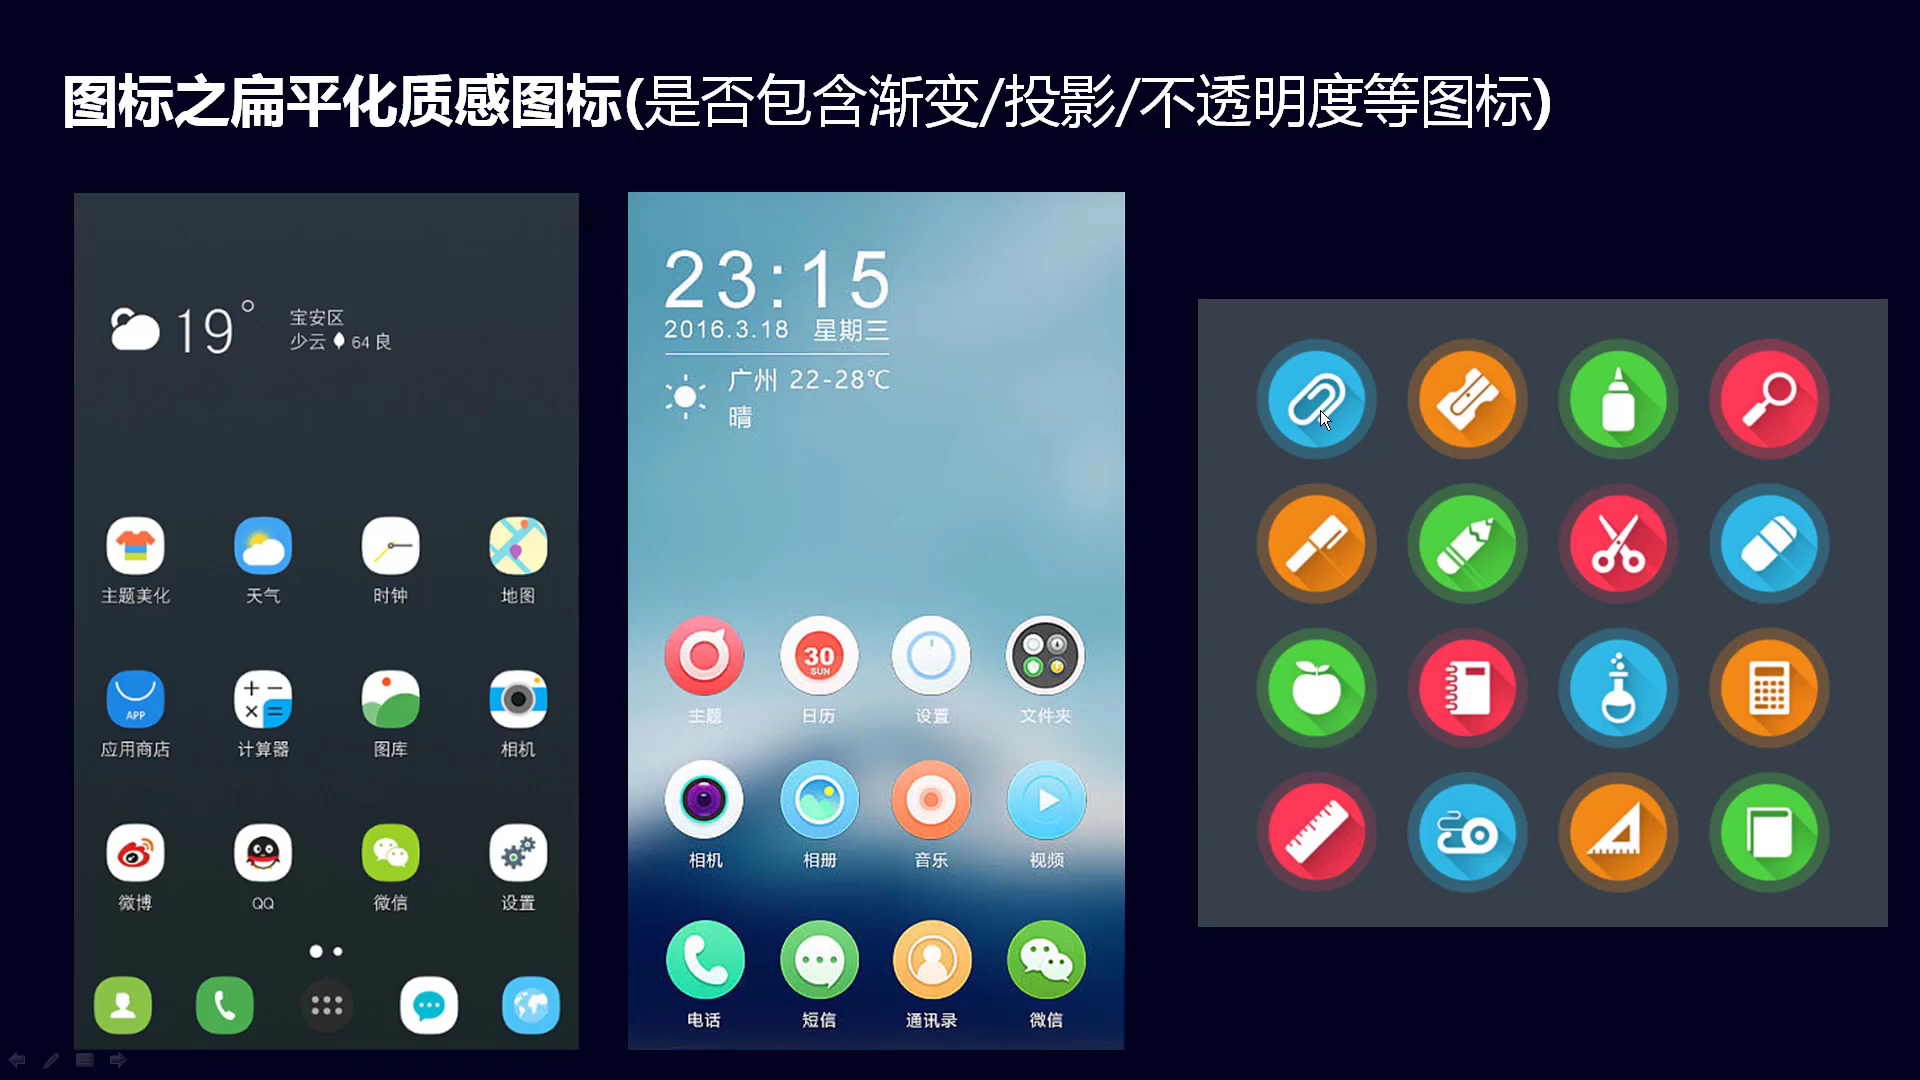 图标之扁平化质感图标(是否包含渐变/投影/不透明度等图标)
19°
宝安区
少云 64 良
主题美化 天气 时钟 地图
APP
应用商店 计算器 图库 相机
微博 QQ 微信 设置
23:15
2016.3.18 星期三
广州 22-28℃
晴
30
SUN
主题 日历 设置 文件夹
相机 相册 音乐 视频
电话 短信 通讯录 微信